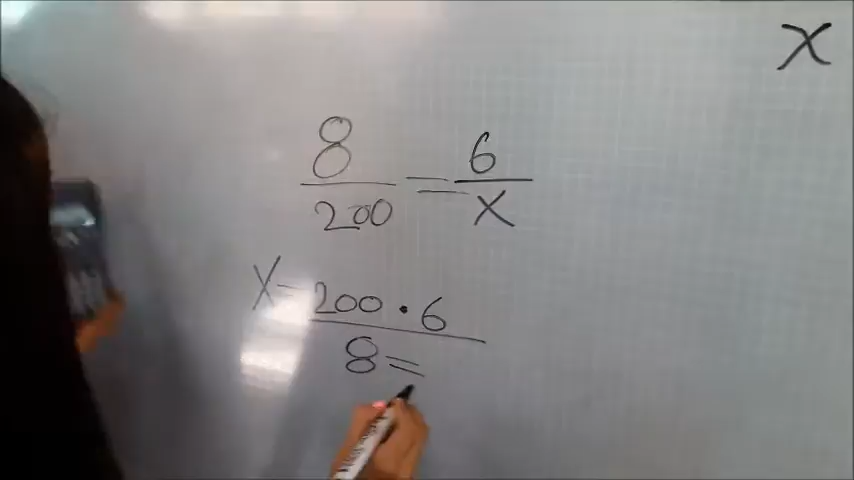 X
8/200 = 6/X
X = 200 · 6 / 8 =